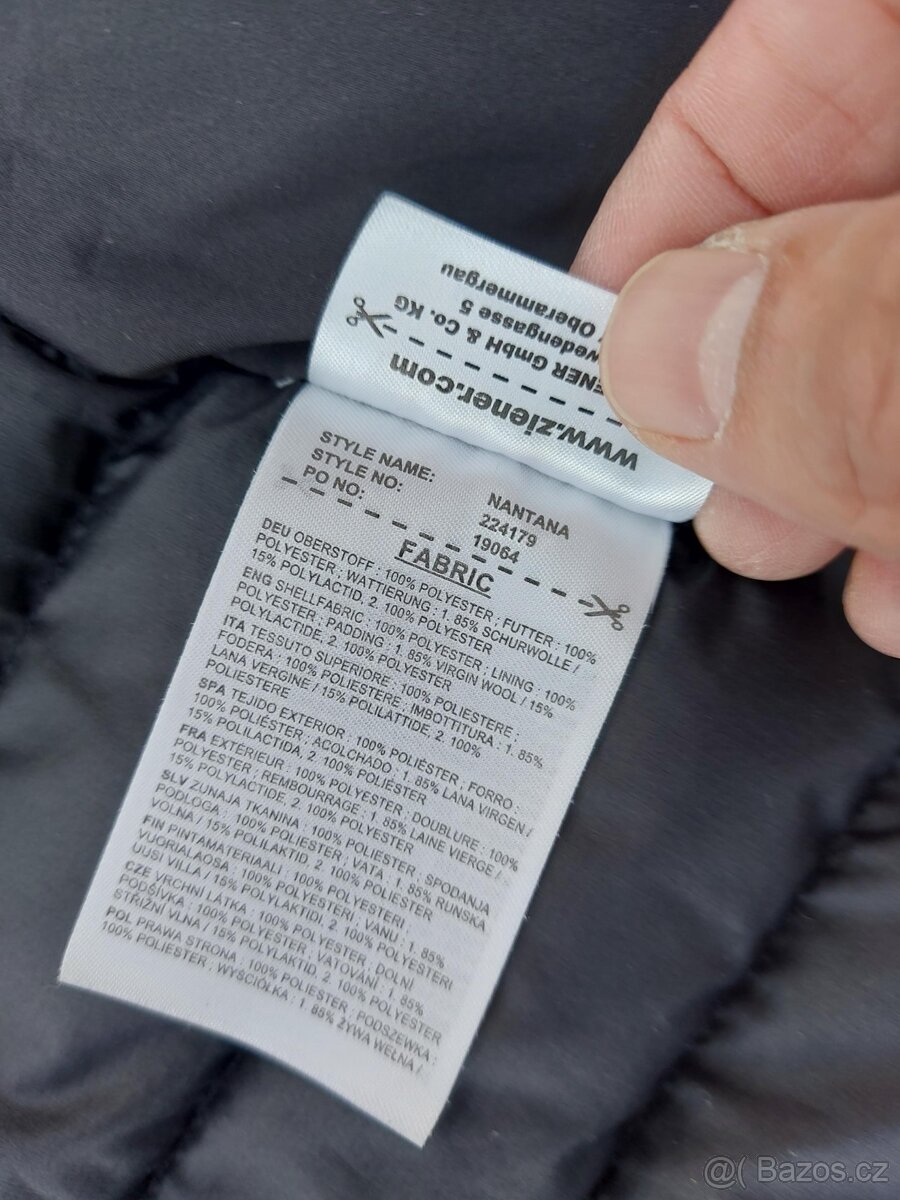 Oberammergau
wedengasse 5
ENER GmbH & Co. KG
www.ziener.com
STYLE NAME: NANTANA
STYLE NO: 224179
PO NO: 19064
FABRIC
DEU OBERSTOFF : 100% POLYESTER ; FUTTER : 100%
POLYESTER ; WATTIERUNG : 1. 85% SCHURWOLLE /
15% POLYLACTID, 2. 100% POLYESTER
ENG SHELLFABRIC : 100% POLYESTER ; LINING : 100%
POLYESTER ; PADDING : 1. 85% VIRGIN WOOL / 15%
POLYLACTIDE, 2. 100% POLYESTER
ITA TESSUTO SUPERIORE : 100% POLIESTERE ;
FODERA : 100% POLIESTERE ; IMBOTTITURA : 1. 85%
LANA VERGINE / 15% POLILATTIDE, 2. 100%
POLIESTERE
SPA TEJIDO EXTERIOR : 100% POLIÉSTER ; FORRO :
100% POLIÉSTER ; ACOLCHADO : 1. 85% LANA VIRGEN /
15% POLILACTIDA, 2. 100% POLIÉSTER
FRA EXTÉRIEUR : 100% POLYESTER ; DOUBLURE : 100%
POLYESTER ; REMBOURRAGE : 1. 85% LAINE VIERGE /
15% POLYLACTIDE, 2. 100% POLYESTER
SLV ZUNAJA TKANINA : 100% POLIESTER ; SPODANJA
PODLOGA : 100% POLIESTER ; VATA : 1. 85% RUNSKA
VOLNA / 15% POLILAKTID, 2. 100% POLIESTER
FIN PINTAMATERIAALI : 100% POLYESTERI ;
VUORIALAOSA : 100% POLYESTERI ; VANU : 1. 85%
UUSI VILLA / 15% POLYLAKTIDI, 2. 100% POLYESTERI
CZE VRCHNÍ LÁTKA : 100% POLYESTER ; DOLNÍ
PODŠÍVKA : 100% POLYESTER ; VATOVÁNÍ : 1. 85%
STŘIŽNÍ VLNA / 15% POLYLAKTID, 2. 100% POLYESTER
POL PRAWA STRONA : 100% POLIESTER ; PODSZEWKA :
100% POLIESTER ; WYŚCIÓŁKA : 1. 85% ŻYWA WEŁNA /
@( Bazos.cz